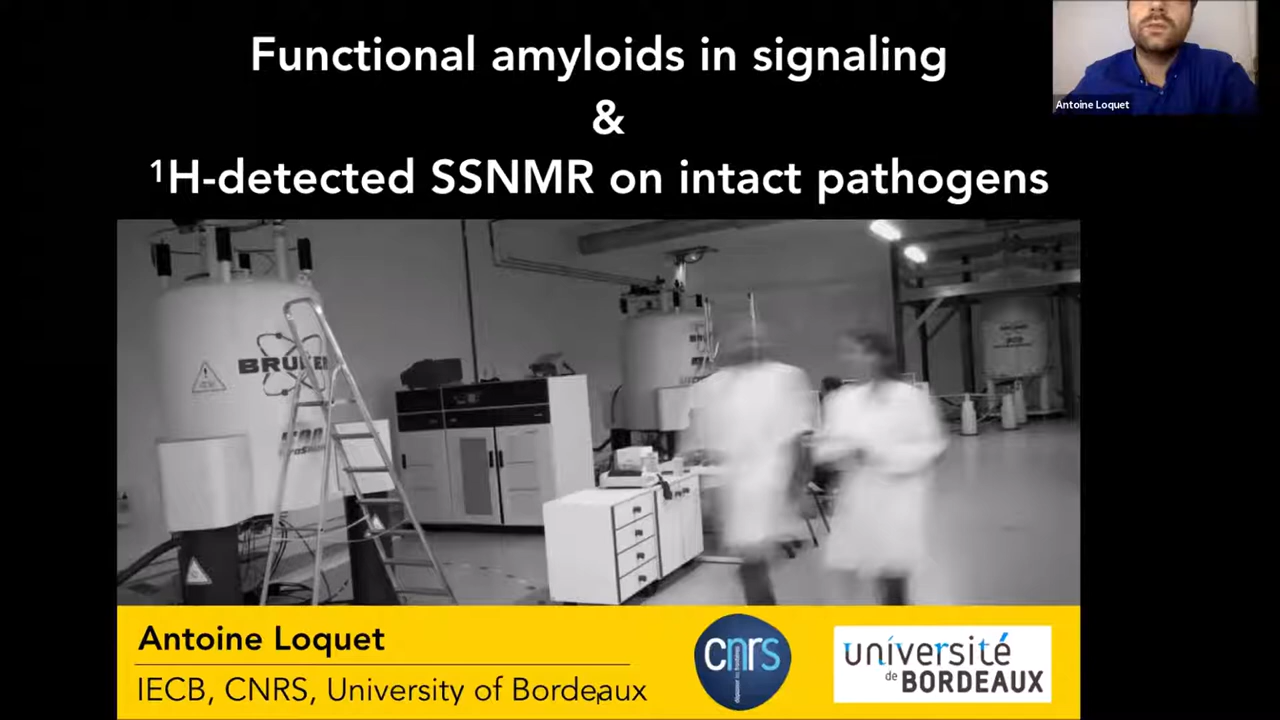 Functional amyloids in signaling
&
¹H-detected SSNMR on intact pathogens
Antoine Loquet
BRUKER
Antoine Loquet
IECB, CNRS, University of Bordeaux
cnrs
université
de BORDEAUX